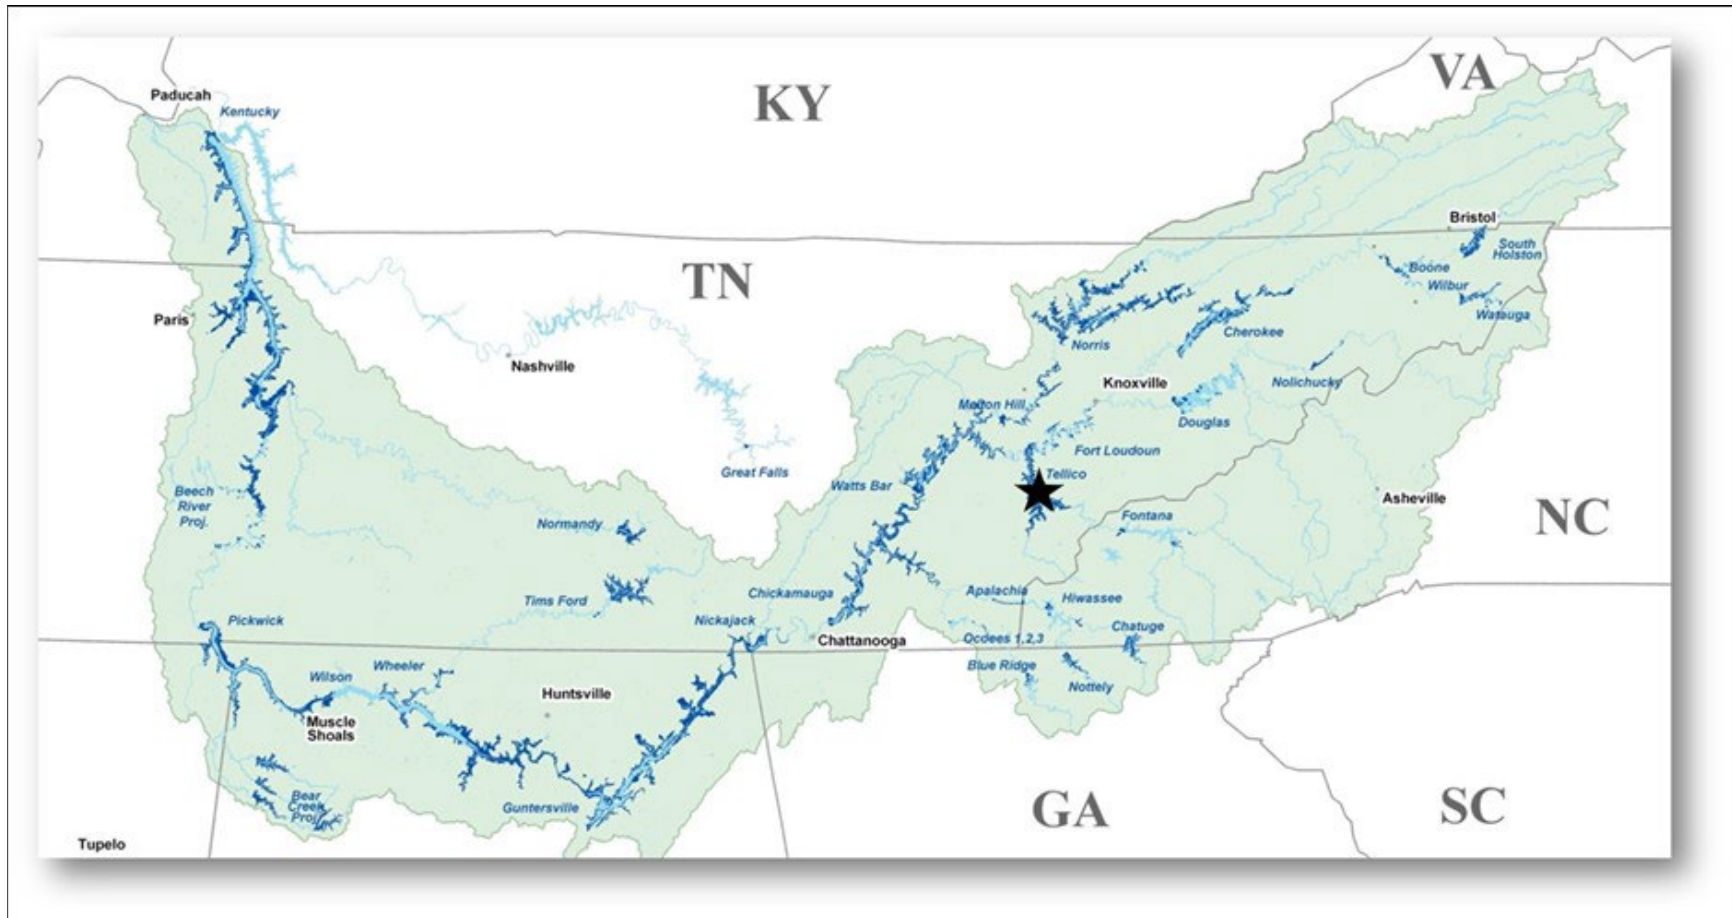 VA
Paducah
KY
Kentucky
Bristol
South
Holston
TN
Boone
Wilbur
Watauga
Paris
Cherokee
Norris
Nashville
Knoxville
Nolichucky
Melton Hill
Douglas
Fort Loudoun
Great Falls
Tellico
Watts Bar
Beech
River
Proj.
Asheville
Fontana
NC
Normandy
Apalachia
Chickamauga
Hiwassee
Tims Ford
Pickwick
Nickajack
Chatuge
Chattanooga
Ocoees 1,2,3
Wheeler
Blue Ridge
Wilson
Nottely
Huntsville
Muscle
Shoals
Bear
Creek
Proj.
Guntersville
GA
SC
Tupelo